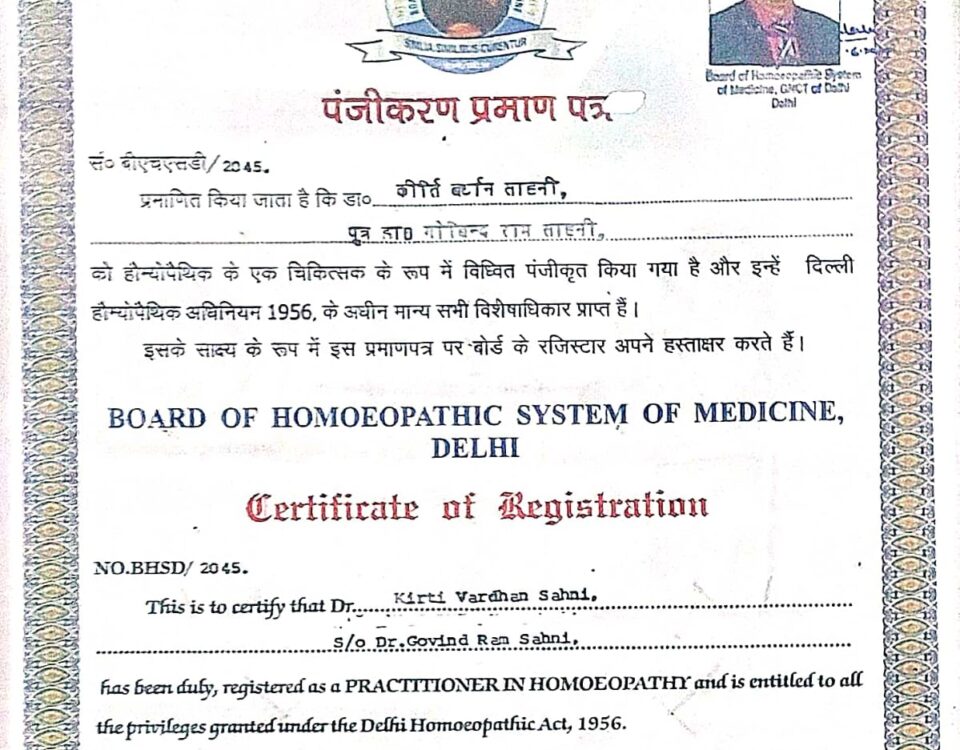 SIMILIA SIMILIBUS CURENTUR
Board of Homoeopathic System
of Medicine, GNCT of Delhi
Delhi
पंजीकरण प्रमाण पत्र
सं० बीएचएसडी/2045.
प्रमाणित किया जाता है कि डा० कीर्ति बर्धान साहनी,
पुत्र डा० गोविन्द राम साहनी,
को हौम्योपैथिक के एक चिकित्सक के रूप में विध्वित पंजीकृत किया गया है और इन्हें दिल्ली
हौम्योपैथिक अधिनियम 1956, के अधीन मान्य सभी विशेषाधिकार प्राप्त हैं।
इसके साक्ष्य के रूप में इस प्रमाणपत्र पर बोर्ड के रजिस्टार अपने हस्ताक्षर करते हैं।
BOARD OF HOMOEOPATHIC SYSTEM OF MEDICINE,
DELHI
Certificate of Registration
NO.BHSD/ 2045.
This is to certify that Dr....Kirti Vardhan Sahni,
S/o Dr.Govind Ram Sahni,
has been duly, registered as a PRACTITIONER IN HOMOEOPATHY and is entitled to all
the privileges granted under the Delhi Homoeopathic Act, 1956.